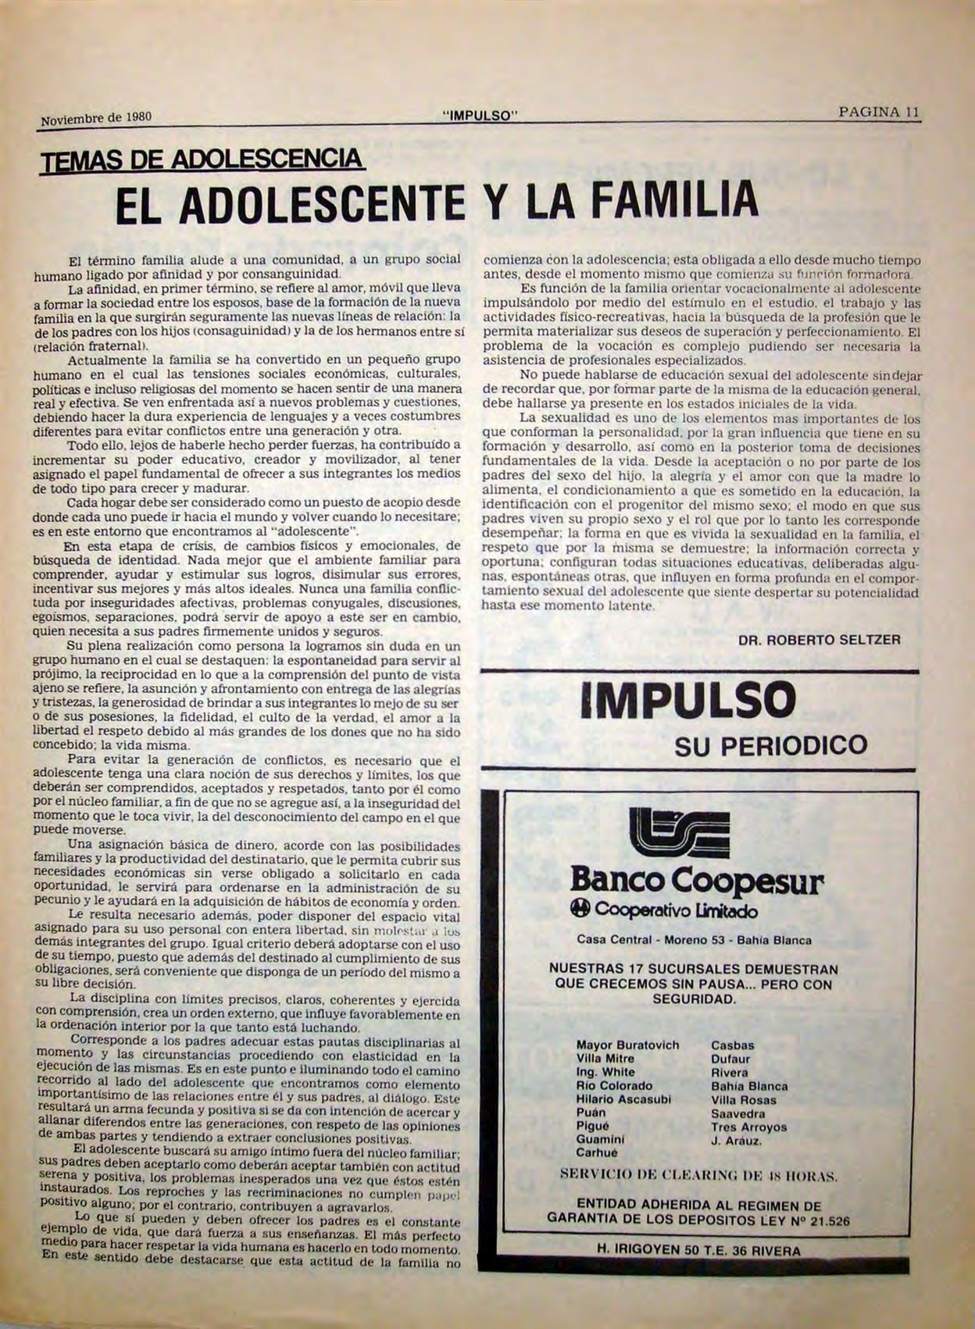 Noviembre de 1980
"IMPULSO"
PAGINA 11
TEMAS DE ADOLESCENCIA
EL ADOLESCENTE Y LA FAMILIA
El término familia alude a una comunidad, a un grupo social
humano ligado por afinidad y por consanguinidad.
La afinidad, en primer término, se refiere al amor, móvil que lleva
a formar la sociedad entre los esposos, base de la formación de la nueva
familia en la que surgirán seguramente las nuevas líneas de relación: la
de los padres con los hijos (consaguinidad) y la de los hermanos entre sí
(relación fraternal).
Actualmente la familia se ha convertido en un pequeño grupo
humano en el cual las tensiones sociales económicas, culturales,
políticas e incluso religiosas del momento se hacen sentir de una manera
real y efectiva. Se ven enfrentada así a nuevos problemas y cuestiones,
debiendo hacer la dura experiencia de lenguajes y a veces costumbres
diferentes para evitar conflictos entre una generación y otra.
Todo ello, lejos de haberle hecho perder fuerzas, ha contribuído a
incrementar su poder educativo, creador y movilizador, al tener
asignado el papel fundamental de ofrecer a sus integrantes los medios
de todo tipo para crecer y madurar.
Cada hogar debe ser considerado como un puesto de acopio desde
donde cada uno puede ir hacia el mundo y volver cuando lo necesitare;
es en este entorno que encontramos al "adolescente".
En esta etapa de crisis, de cambios físicos y emocionales, de
búsqueda de identidad. Nada mejor que el ambiente familiar para
comprender, ayudar y estimular sus logros, disimular sus errores,
incentivar sus mejores y más altos ideales. Nunca una familia conflic-
tuda por inseguridades afectivas, problemas conyugales, discusiones,
egoísmos, separaciones, podrá servir de apoyo a este ser en cambio,
quien necesita a sus padres firmemente unidos y seguros.
Su plena realización como persona la logramos sin duda en un
grupo humano en el cual se destaquen: la espontaneidad para servir al
prójimo, la reciprocidad en lo que a la comprensión del punto de vista
ajeno se refiere, la asunción y afrontamiento con entrega de las alegrías
y tristezas, la generosidad de brindar a sus integrantes lo mejo de su ser
o de sus posesiones, la fidelidad, el culto de la verdad, el amor a la
libertad el respeto debido al más grandes de los dones que no ha sido
concebido; la vida misma.
Para evitar la generación de conflictos, es necesario que el
adolescente tenga una clara noción de sus derechos y límites, los que
deberán ser comprendidos, aceptados y respetados, tanto por él como
por el núcleo familiar, a fin de que no se agregue así, a la inseguridad del
momento que le toca vivir, la del desconocimiento del campo en el que
puede moverse.
Una asignación básica de dinero, acorde con las posibilidades
familiares y la productividad del destinatario, que le permita cubrir sus
necesidades económicas sin verse obligado a solicitarlo en cada
oportunidad, le servirá para ordenarse en la administración de su
pecunio y le ayudará en la adquisición de hábitos de economía y orden.
Le resulta necesario además, poder disponer del espacio vital
asignado para su uso personal con entera libertad, sin molestar a los
demás integrantes del grupo. Igual criterio deberá adoptarse con el uso
de su tiempo, puesto que además del destinado al cumplimiento de sus
obligaciones, será conveniente que disponga de un período del mismo a
su libre decisión.
La disciplina con límites precisos, claros, coherentes y ejercida
con comprensión, crea un orden externo, que influye favorablemente en
la ordenación interior por la que tanto está luchando.
Corresponde a los padres adecuar estas pautas disciplinarias al
momento y las circunstancias procediendo con elasticidad en la
ejecución de las mismas. Es en este punto e iluminando todo el camino
recorrido al lado del adolescente que encontramos como elemento
importantísimo de las relaciones entre él y sus padres, al diálogo. Este
resultará un arma fecunda y positiva si se da con intención de acercar y
allanar diferendos entre las generaciones, con respeto de las opiniones
de ambas partes y tendiendo a extraer conclusiones positivas.
El adolescente buscará su amigo íntimo fuera del núcleo familiar;
sus padres deben aceptarlo como deberán aceptar también con actitud
serena y positiva, los problemas inesperados una vez que éstos estén
instaurados. Los reproches y las recriminaciones no cumplen papel
positivo alguno; por el contrario, contribuyen a agravarlos.
Lo que sí pueden y deben ofrecer los padres es el constante
ejemplo de vida, que dará fuerza a sus enseñanzas. El más perfecto
medio para hacer respetar la vida humana es hacerlo en todo momento.
En este sentido debe destacarse que esta actitud de la familia no
comienza con la adolescencia; esta obligada a ello desde mucho tiempo
antes, desde el momento mismo que comienza su función formadora.
Es función de la familia orientar vocacionalmente al adolescente
impulsándolo por medio del estímulo en el estudio, el trabajo y las
actividades físico-recreativas, hacia la búsqueda de la profesión que le
permita materializar sus deseos de superación y perfeccionamiento. El
problema de la vocación es complejo pudiendo ser necesaria la
asistencia de profesionales especializados.
No puede hablarse de educación sexual del adolescente sin dejar
de recordar que, por formar parte de la misma de la educación general,
debe hallarse ya presente en los estados iniciales de la vida.
La sexualidad es uno de los elementos mas importantes de los
que conforman la personalidad, por la gran influencia que tiene en su
formación y desarrollo, así como en la posterior toma de decisiones
fundamentales de la vida. Desde la aceptación o no por parte de los
padres del sexo del hijo, la alegría y el amor con que la madre lo
alimenta, el condicionamiento a que es sometido en la educación, la
identificación con el progenitor del mismo sexo; el modo en que sus
padres viven su propio sexo y el rol que por lo tanto les corresponde
desempeñar; la forma en que es vivida la sexualidad en la familia, el
respeto que por la misma se demuestre; la información correcta y
oportuna; configuran todas situaciones educativas, deliberadas algu-
nas, espontáneas otras, que influyen en forma profunda en el compor-
tamiento sexual del adolescente que siente despertar su potencialidad
hasta ese momento latente.
DR. ROBERTO SELTZER
IMPULSO
SU PERIODICO
Banco Coopesur
Cooperativo Limitado
Casa Central - Moreno 53 - Bahía Blanca
NUESTRAS 17 SUCURSALES DEMUESTRAN
QUE CRECEMOS SIN PAUSA... PERO CON
SEGURIDAD.
Mayor Buratovich
Villa Mitre
Ing. White
Río Colorado
Hilario Ascasubi
Puán
Pigué
Guaminí
Carhué
Casbas
Dufaur
Rivera
Bahía Blanca
Villa Rosas
Saavedra
Tres Arroyos
J. Aráuz.
SERVICIO DE CLEARING DE 48 HORAS.
ENTIDAD ADHERIDA AL REGIMEN DE
GARANTIA DE LOS DEPOSITOS LEY Nº 21.526
H. IRIGOYEN 50 T.E. 36 RIVERA